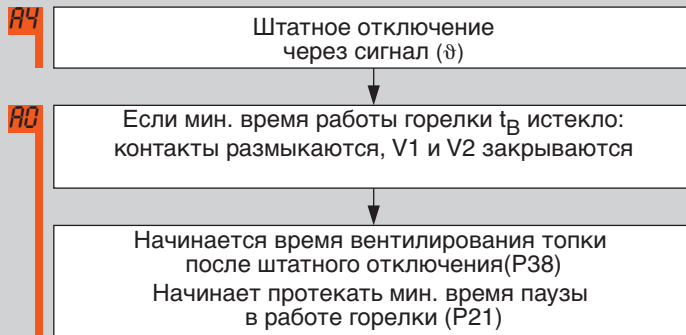 A4
Штатное отключение
через сигнал (ϑ)
A0
Если мин. время работы горелки tB истекло:
контакты размыкаются, V1 и V2 закрываются
Начинается время вентилирования топки
после штатного отключения(P38)
Начинает протекать мин. время паузы
в работе горелки (P21)